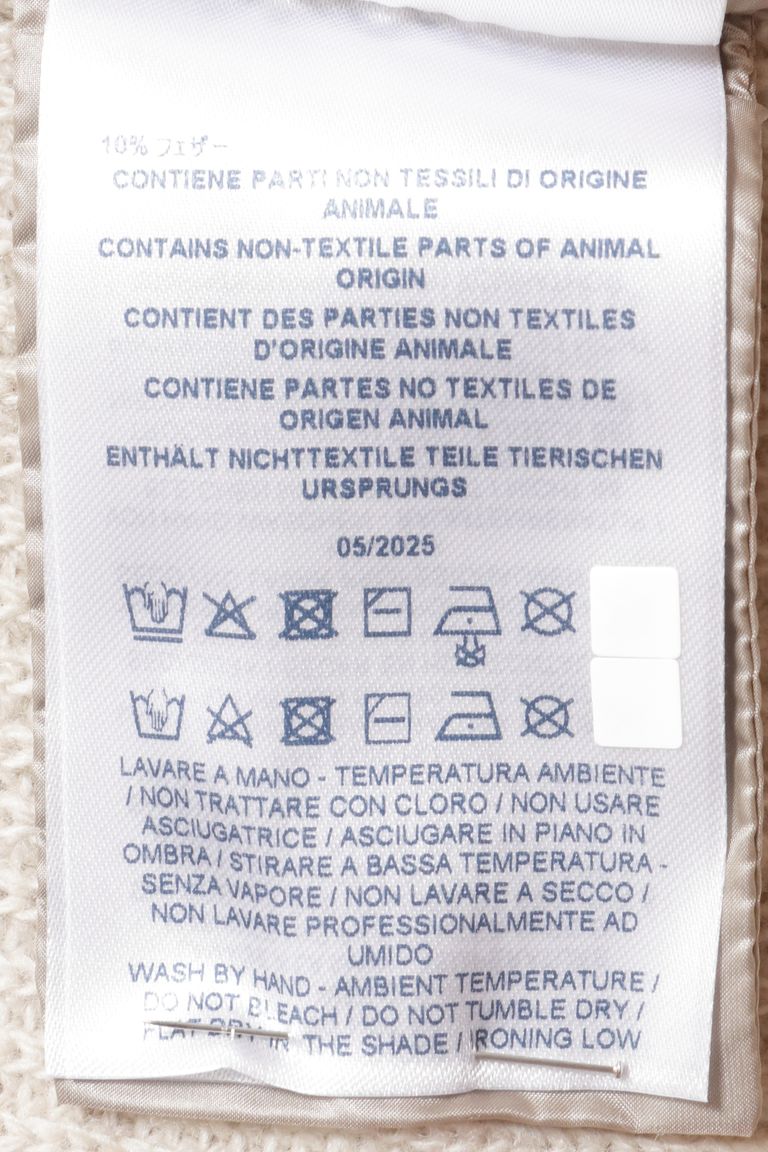 10% フェザー
CONTIENE PARTI NON TESSILI DI ORIGINE
ANIMALE
CONTAINS NON-TEXTILE PARTS OF ANIMAL
ORIGIN
CONTIENT DES PARTIES NON TEXTILES
D'ORIGINE ANIMALE
CONTIENE PARTES NO TEXTILES DE
ORIGEN ANIMAL
ENTHÄLT NICHTTEXTILE TEILE TIERISCHEN
URSPRUNGS
05/2025
LAVARE A MANO - TEMPERATURA AMBIENTE
/ NON TRATTARE CON CLORO / NON USARE
ASCIUGATRICE / ASCIUGARE IN PIANO IN
OMBRA / STIRARE A BASSA TEMPERATURA -
SENZA VAPORE / NON LAVARE A SECCO /
NON LAVARE PROFESSIONALMENTE AD
UMIDO
WASH BY HAND - AMBIENT TEMPERATURE /
DO NOT BLEACH / DO NOT TUMBLE DRY /
FLAT DRY IN THE SHADE / IRONING LOW